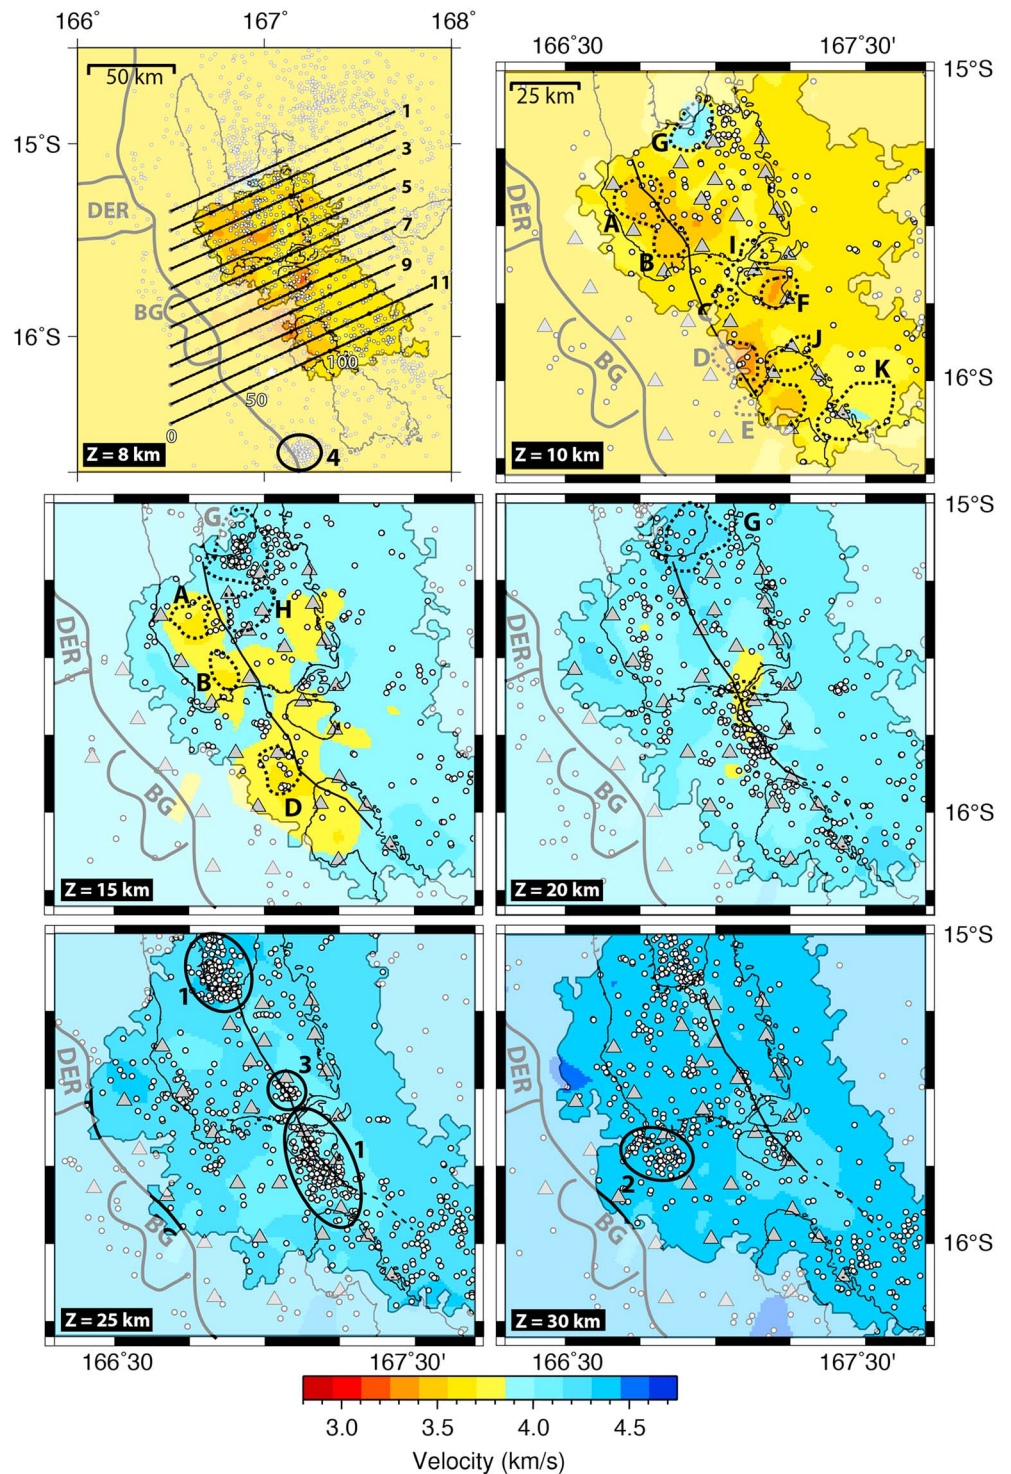 166° 167° 168°
50 km
1
3
5
7
9
11
15°S
16°S
DER
BG
100
50
0
4
Z = 8 km
166˚30 167˚30'
25 km
15°S
16°S
DER
BG
G
A
B
I
C
F
D
J
K
E
Z = 10 km
G
A
H
B
D
DER
BG
Z = 15 km
G
DER
BG
16°S
Z = 20 km
1
3
1
DER
BG
Z = 25 km
15°S
2
DER
BG
16°S
Z = 30 km
166˚30 167˚30' 166˚30 167˚30'
3.0 3.5 4.0 4.5
Velocity (km/s)